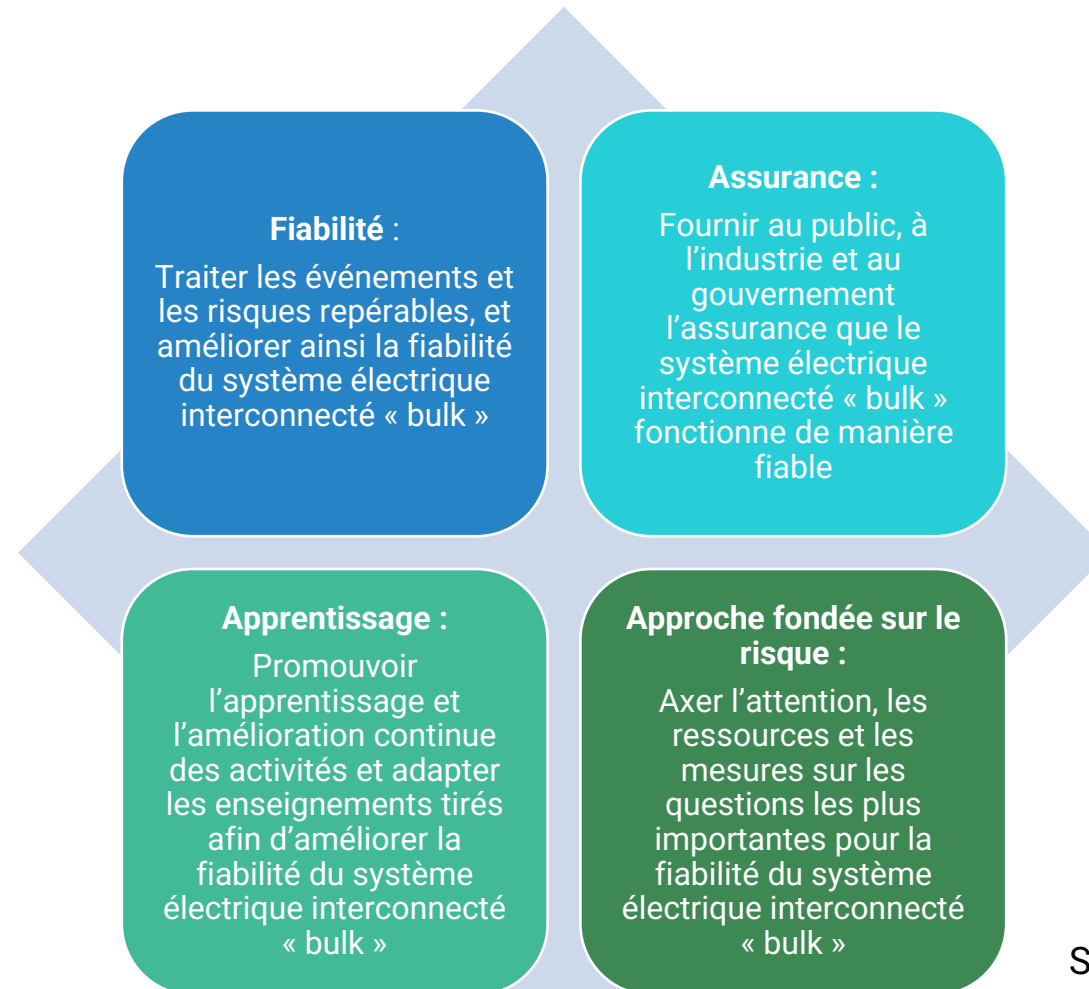 Fiabilité :
Traiter les événements et
les risques repérables, et
améliorer ainsi la fiabilité
du système électrique
interconnecté « bulk »
Assurance :
Fournir au public, à
l’industrie et au
gouvernement
l’assurance que le
système électrique
interconnecté « bulk »
fonctionne de manière
fiable
Apprentissage :
Promouvoir
l’apprentissage et
l’amélioration continue
des activités et adapter
les enseignements tirés
afin d’améliorer la
fiabilité du système
électrique interconnecté
« bulk »
Approche fondée sur le
risque :
Axer l’attention, les
ressources et les
mesures sur les
questions les plus
importantes pour la
fiabilité du système
électrique interconnecté
« bulk »
S